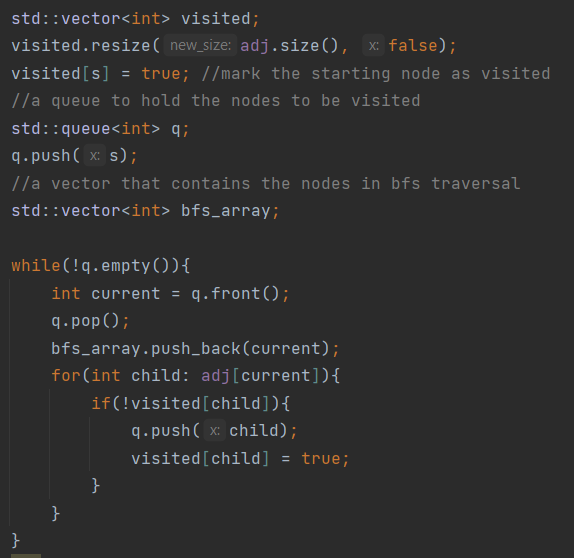 std::vector<int> visited;
visited.resize( new_size: adj.size(), x: false);
visited[s] = true; //mark the starting node as visited
//a queue to hold the nodes to be visited
std::queue<int> q;
q.push( x: s);
//a vector that contains the nodes in bfs traversal
std::vector<int> bfs_array;

while(!q.empty()){
    int current = q.front();
    q.pop();
    bfs_array.push_back(current);
    for(int child: adj[current]){
        if(!visited[child]){
            q.push( x: child);
            visited[child] = true;
        }
    }
}